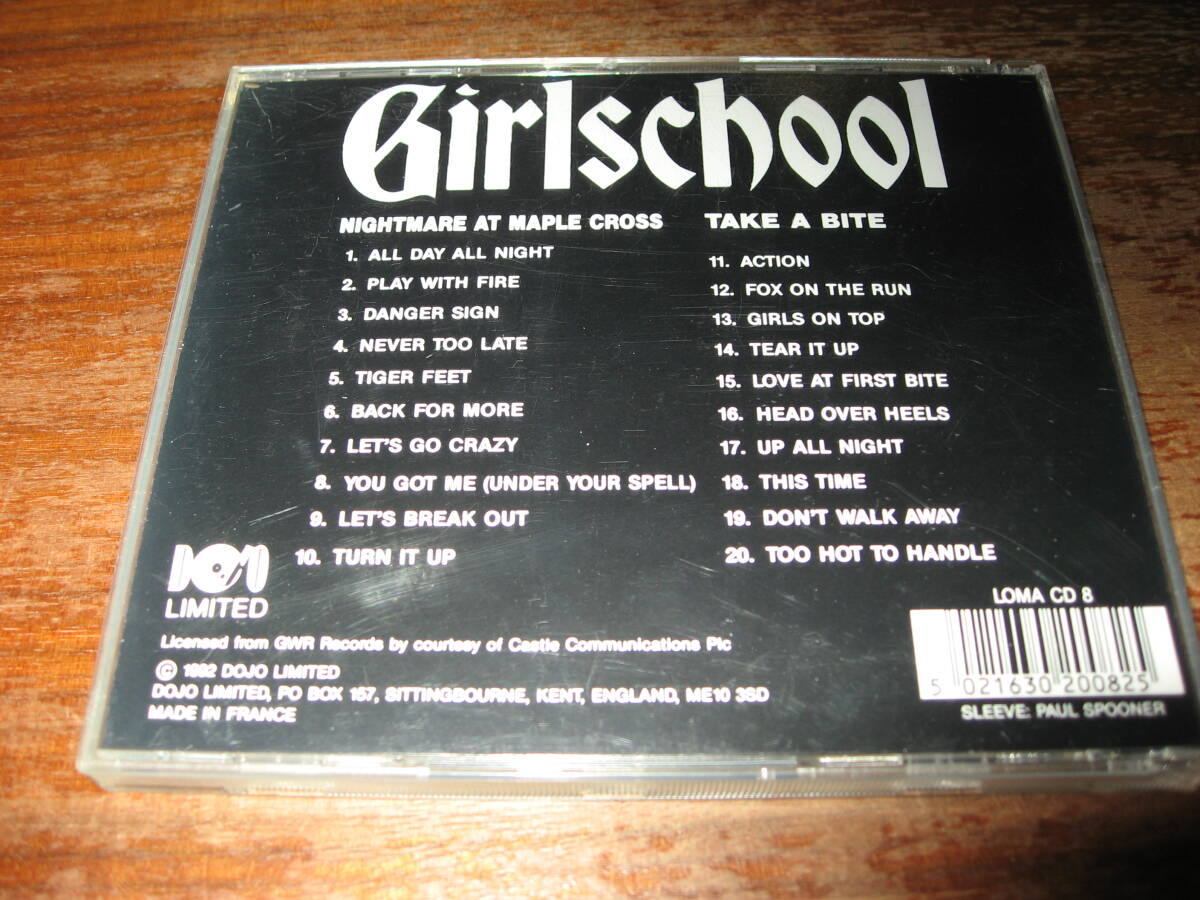 Girlschool
NIGHTMARE AT MAPLE CROSS
1. ALL DAY ALL NIGHT
2. PLAY WITH FIRE
3. DANGER SIGN
4. NEVER TOO LATE
5. TIGER FEET
6. BACK FOR MORE
7. LET'S GO CRAZY
8. YOU GOT ME (UNDER YOUR SPELL)
9. LET'S BREAK OUT
10. TURN IT UP
TAKE A BITE
11. ACTION
12. FOX ON THE RUN
13. GIRLS ON TOP
14. TEAR IT UP
15. LOVE AT FIRST BITE
16. HEAD OVER HEELS
17. UP ALL NIGHT
18. THIS TIME
19. DON'T WALK AWAY
20. TOO HOT TO HANDLE
LIMITED
Licensed from GWR Records by courtesy of Castle Communications Plc
© 1992 DOJO LIMITED
DOJO LIMITED, PO BOX 157, SITTINGBOURNE, KENT, ENGLAND, ME10 3SD
MADE IN FRANCE
LOMA CD 8
5 021630 200825
SLEEVE: PAUL SPOONER